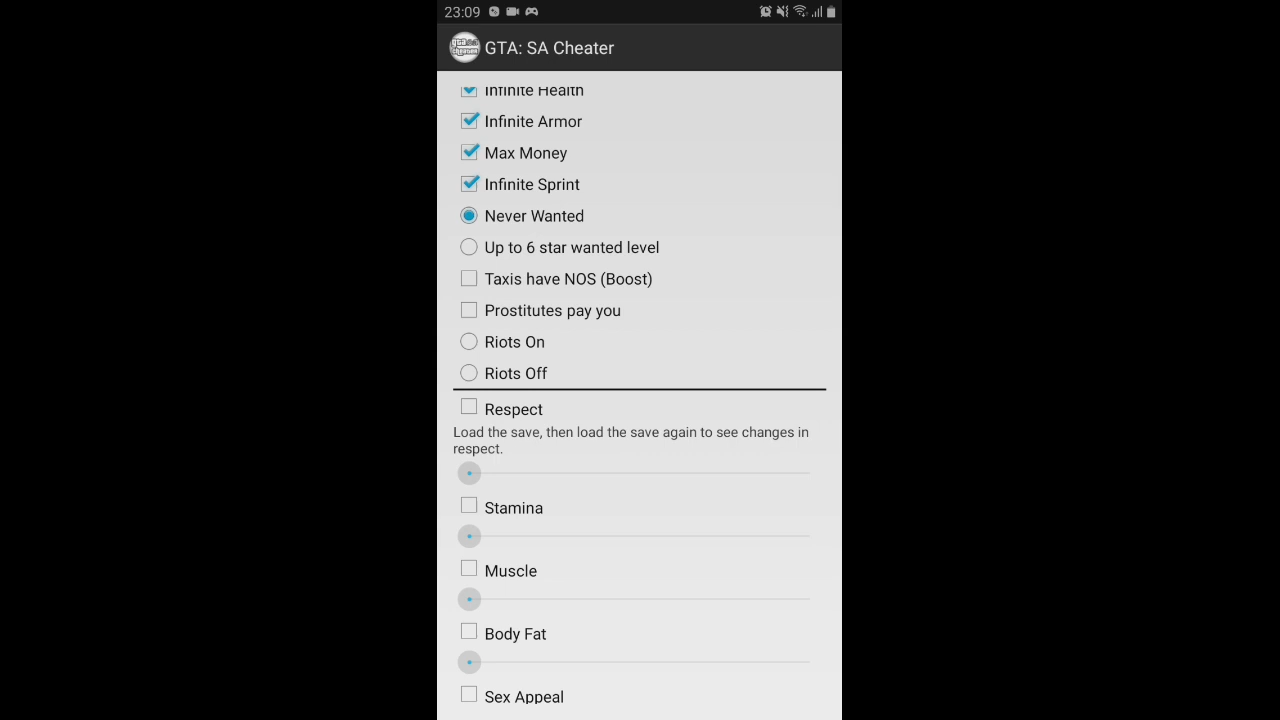 23:09
GTA: SA Cheater
Infinite Health
Infinite Armor
Max Money
Infinite Sprint
Never Wanted
Up to 6 star wanted level
Taxis have NOS (Boost)
Prostitutes pay you
Riots On
Riots Off
Respect
Load the save, then load the save again to see changes in
respect.
Stamina
Muscle
Body Fat
Sex Appeal